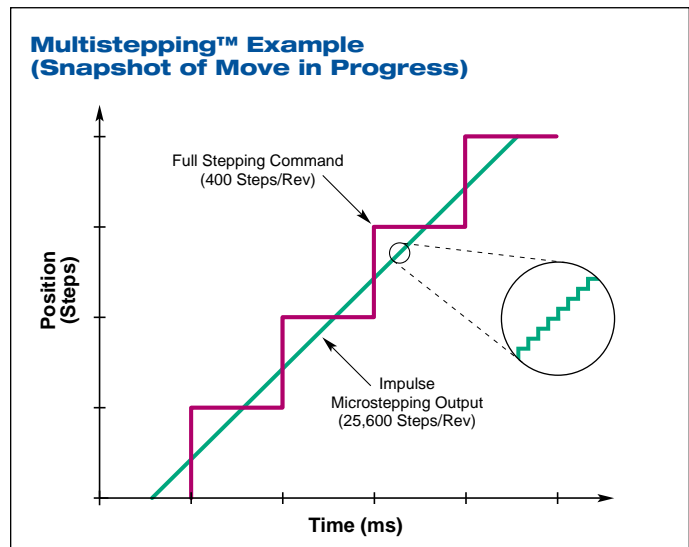 Multistepping™ Example
(Snapshot of Move in Progress)
Full Stepping Command
(400 Steps/Rev)
Position
(Steps)
Impulse
Microstepping Output
(25,600 Steps/Rev)
Time (ms)